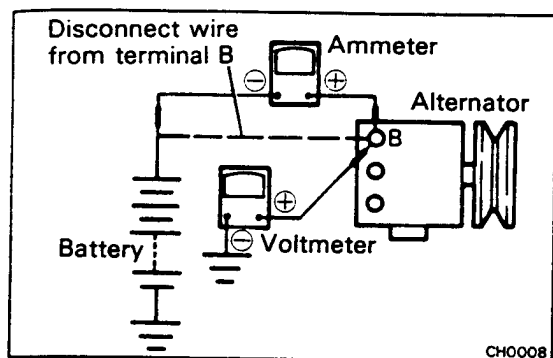 Disconnect wire
from terminal B
Ammeter
⊖
⊕
Alternator
B
⊕
⊖
Voltmeter
Battery
CH0008